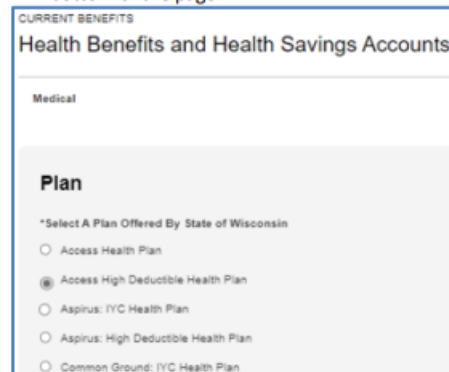 CURRENT BENEFITS
Health Benefits and Health Savings Accounts
Medical
Plan
*Select A Plan Offered By State of Wisconsin
Access Health Plan
Access High Deductible Health Plan
Aspirus: IYC Health Plan
Aspirus: High Deductible Health Plan
Common Ground: IYC Health Plan